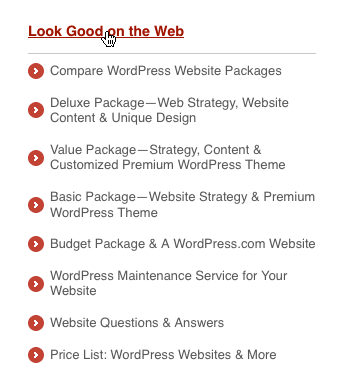 Look Good on the Web
Compare WordPress Website Packages
Deluxe Package—Web Strategy, Website
Content & Unique Design
Value Package—Strategy, Content &
Customized Premium WordPress Theme
Basic Package—Website Strategy & Premium
WordPress Theme
Budget Package & A WordPress.com Website
WordPress Maintenance Service for Your
Website
Website Questions & Answers
Price List: WordPress Websites & More